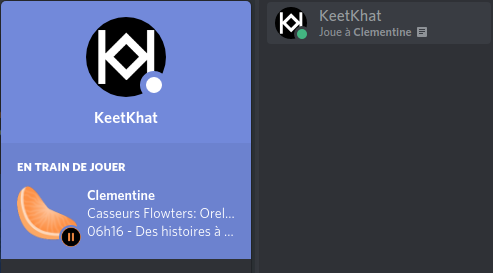 KeetKhat
EN TRAIN DE JOUER
Clementine
Casseurs Flowters: Orel...
06h16 - Des histoires à ...
KeetKhat
Joue à Clementine